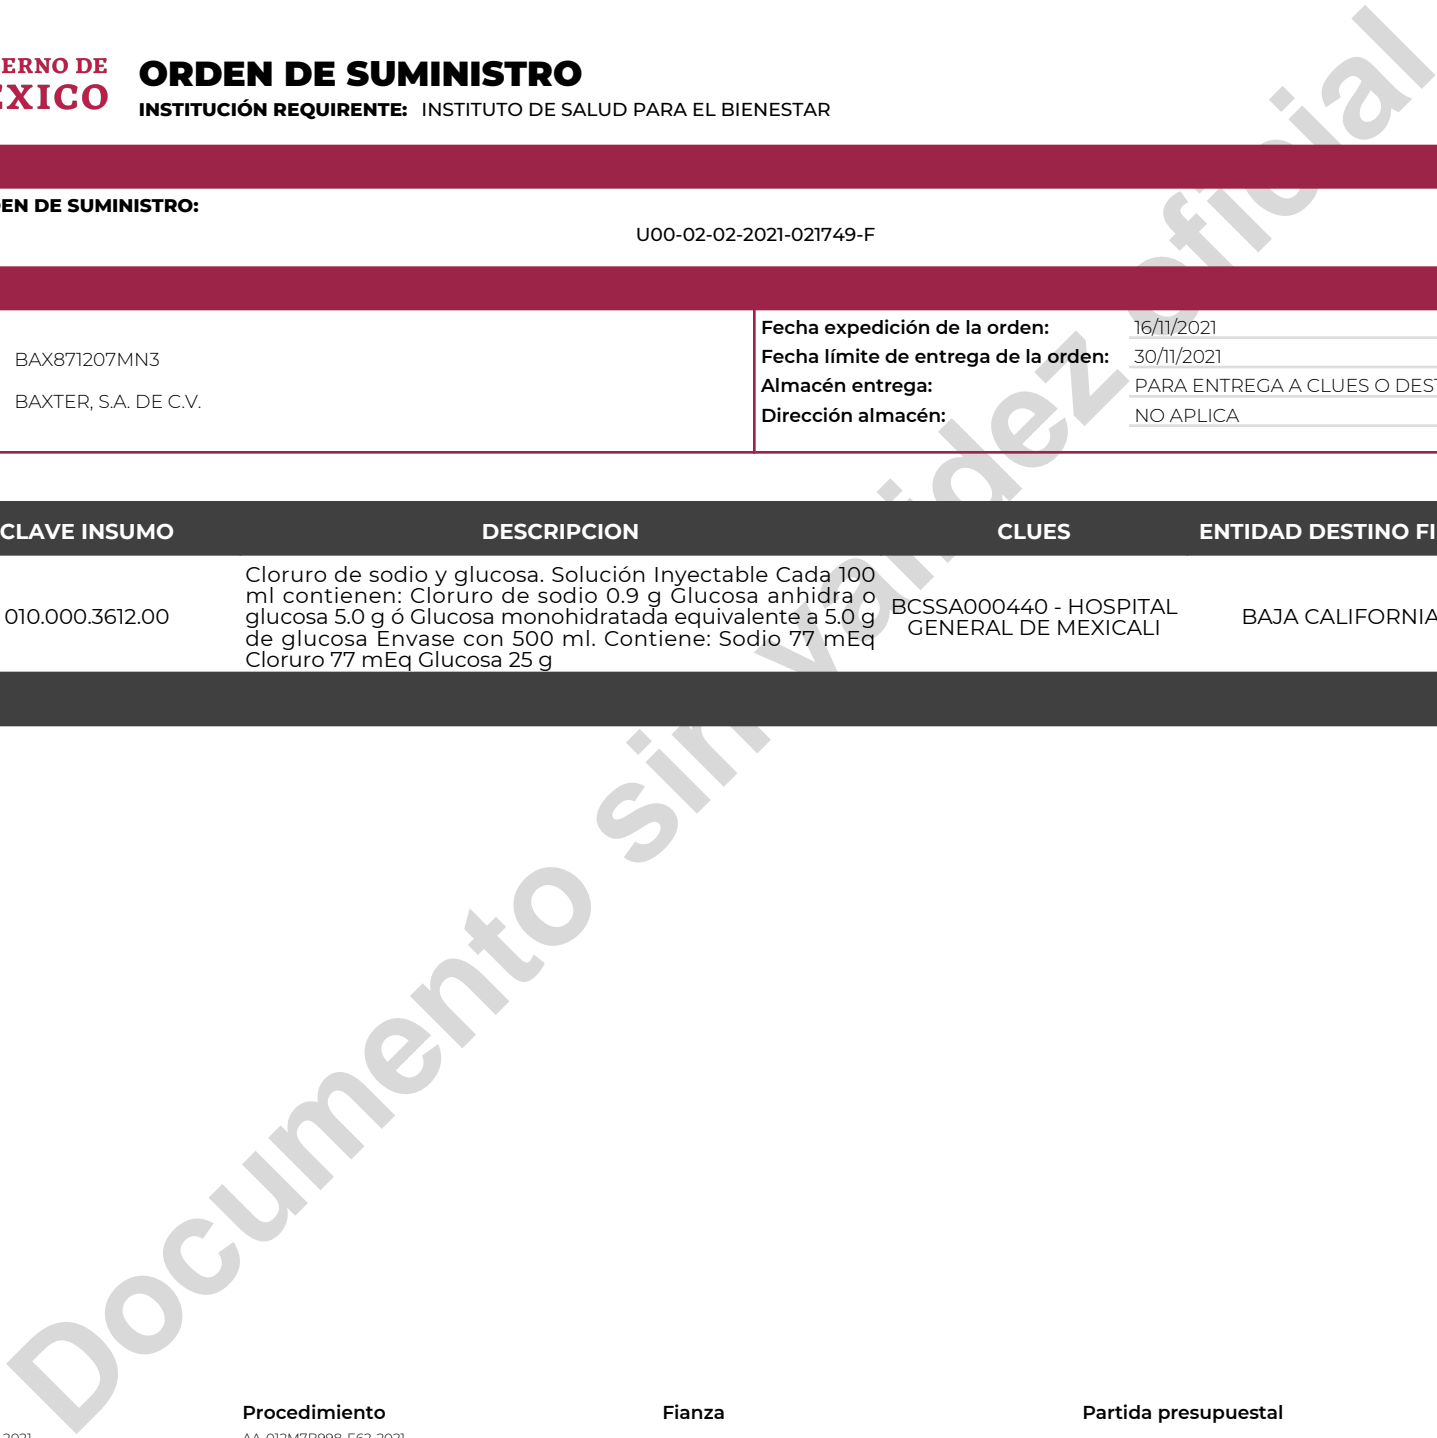 ERNO DE
ÉXICO
ORDEN DE SUMINISTRO
INSTITUCIÓN REQUIRENTE: INSTITUTO DE SALUD PARA EL BIENESTAR
EN DE SUMINISTRO:
U00-02-02-2021-021749-F
BAX871207MN3
BAXTER, S.A. DE C.V.
Fecha expedición de la orden: 16/11/2021
Fecha límite de entrega de la orden: 30/11/2021
Almacén entrega: PARA ENTREGA A CLUES O DEST
Dirección almacén: NO APLICA
CLAVE INSUMO DESCRIPCION CLUES ENTIDAD DESTINO FI
010.000.3612.00
Cloruro de sodio y glucosa. Solución Inyectable Cada 100
ml contienen: Cloruro de sodio 0.9 g Glucosa anhidra o
glucosa 5.0 g ó Glucosa monohidratada equivalente a 5.0 g
de glucosa Envase con 500 ml. Contiene: Sodio 77 mEq
Cloruro 77 mEq Glucosa 25 g
BCSSA000440 - HOSPITAL
GENERAL DE MEXICALI
BAJA CALIFORNIA
Documento sin validez oficial
Procedimiento Fianza Partida presupuestal